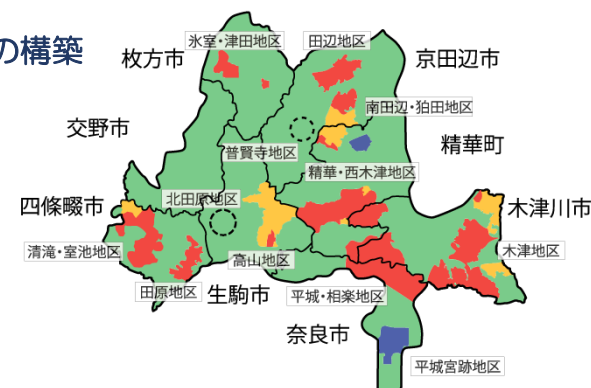 の構築
氷室・津田地区
田辺地区
枚方市
京田辺市
南田辺・狛田地区
交野市
精華町
普賢寺地区
精華・西木津地区
北田原地区
四條畷市
木津川市
清滝・室池地区
木津地区
高山地区
田原地区
生駒市
平城・相楽地区
奈良市
平城宮跡地区